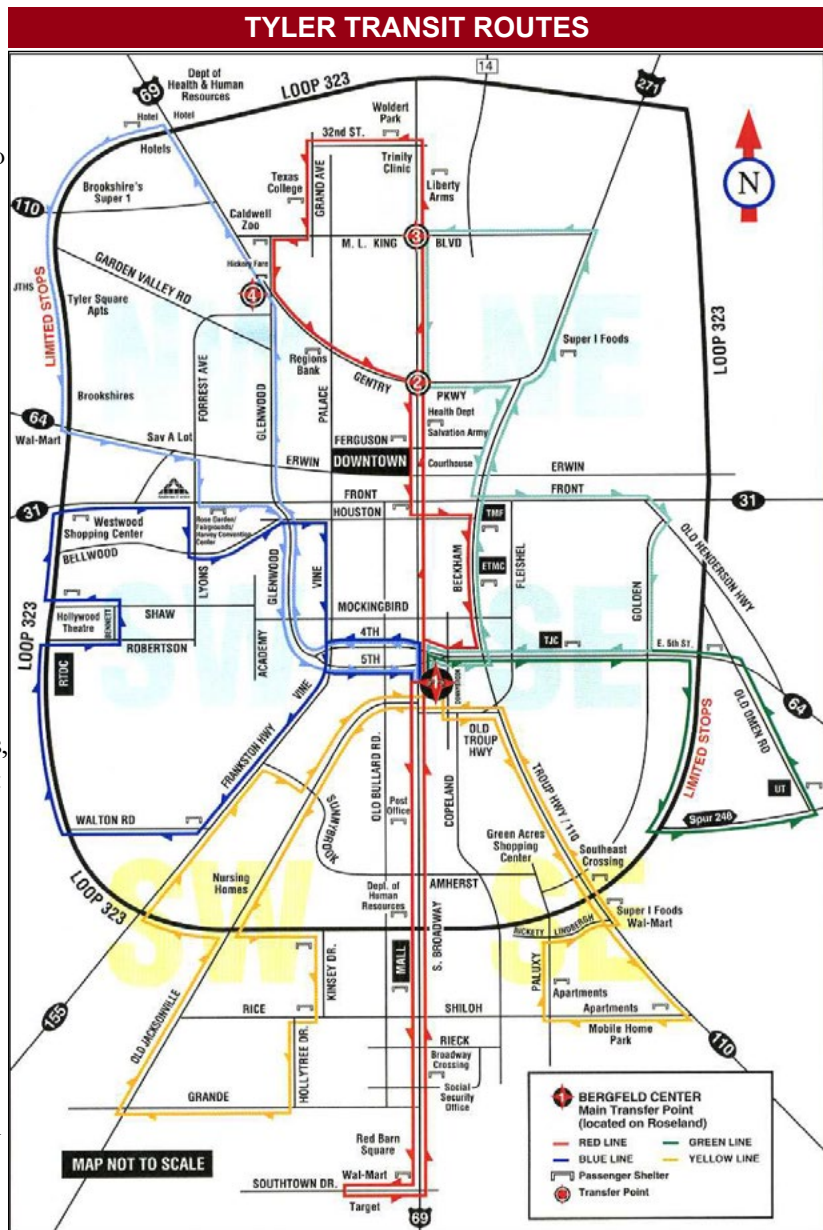 TYLER TRANSIT ROUTES
LOOP 323
14
271
69
Dept of
Health & Human
Resources
Hotel
Hotel
Hotels
Woldert
Park
32nd ST.
Trinity
Clinic
Texas
College
GRAND AVE
Liberty
Arms
N
Brookshire's
Super 1
110
Caldwell
Zoo
3
M. L. KING
BLVD
Hickory Fare
GARDEN VALLEY RD
4
JTHS
LIMITED STOPS
Tyler Square
Apts
NW
NE
LOOP 323
Super I Foods
FORREST AVE
GLENWOOD
Regions
Bank
PALACE
GENTRY
2
PKWY
Brookshires
64
Wal-Mart
Sav A Lot
Health Dept
Salvation Army
FERGUSON
ERWIN
DOWNTOWN
Courthouse
ERWIN
FRONT
FRONT
31
31
HOUSTON
TMF
Westwood
Shopping Center
Rose Garden/
Fairgrounds/
Harvey Convention
Center
BELLWOOD
LYONS
GLENWOOD
VINE
BECKHAM
ETMC
FLEISHEL
OLD HENDERSON HWY
GOLDEN
MOCKINGBIRD
SW
SE
Hollywood
Theatre
BENNETT
SHAW
ROBERTSON
ACADEMY
LOOP 323
RTDC
4TH
5TH
TJC
E. 5th ST.
1
DONNYBROOK
64
VINE
FRANKSTON HWY
OLD BULLARD RD.
OLD
TROUP
HWY
COPELAND
TROUP HWY / 110
LIMITED STOPS
OLD OMEN RD
UT
Spur 248
WALTON RD
SUNNYBROOK
Post
Office
Green Acres
Shopping
Center
Southeast
Crossing
Nursing
Homes
LOOP 323
AMHERST
Dept. of
Human
Resources
SW
SE
Super I Foods
Wal-Mart
RICKETY
LINDBERGH
KINSEY DR.
MALL
S. BROADWAY
PALUXY
Apartments
Apartments
155
OLD JACKSONVILLE
RICE
SHILOH
Mobile Home
Park
110
HOLLYTREE DR.
RIECK
Broadway
Crossing
Social
Security
Office
GRANDE
MAP NOT TO SCALE
Red Barn
Square
Wal-Mart
SOUTHTOWN DR.
Target
69
1 BERGFELD CENTER
Main Transfer Point
(located on Roseland)
RED LINE
GREEN LINE
BLUE LINE
YELLOW LINE
Passenger Shelter
Transfer Point